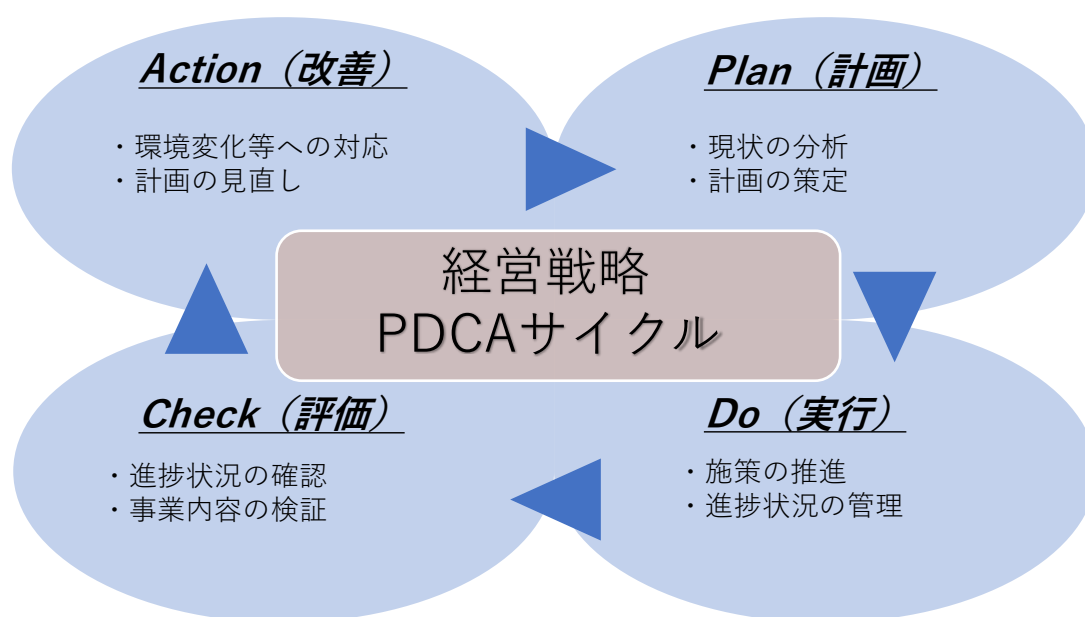 Action（改善）
・環境変化等への対応
・計画の見直し
Plan（計画）
・現状の分析
・計画の策定
経営戦略
PDCAサイクル
Check（評価）
・進捗状況の確認
・事業内容の検証
Do（実行）
・施策の推進
・進捗状況の管理